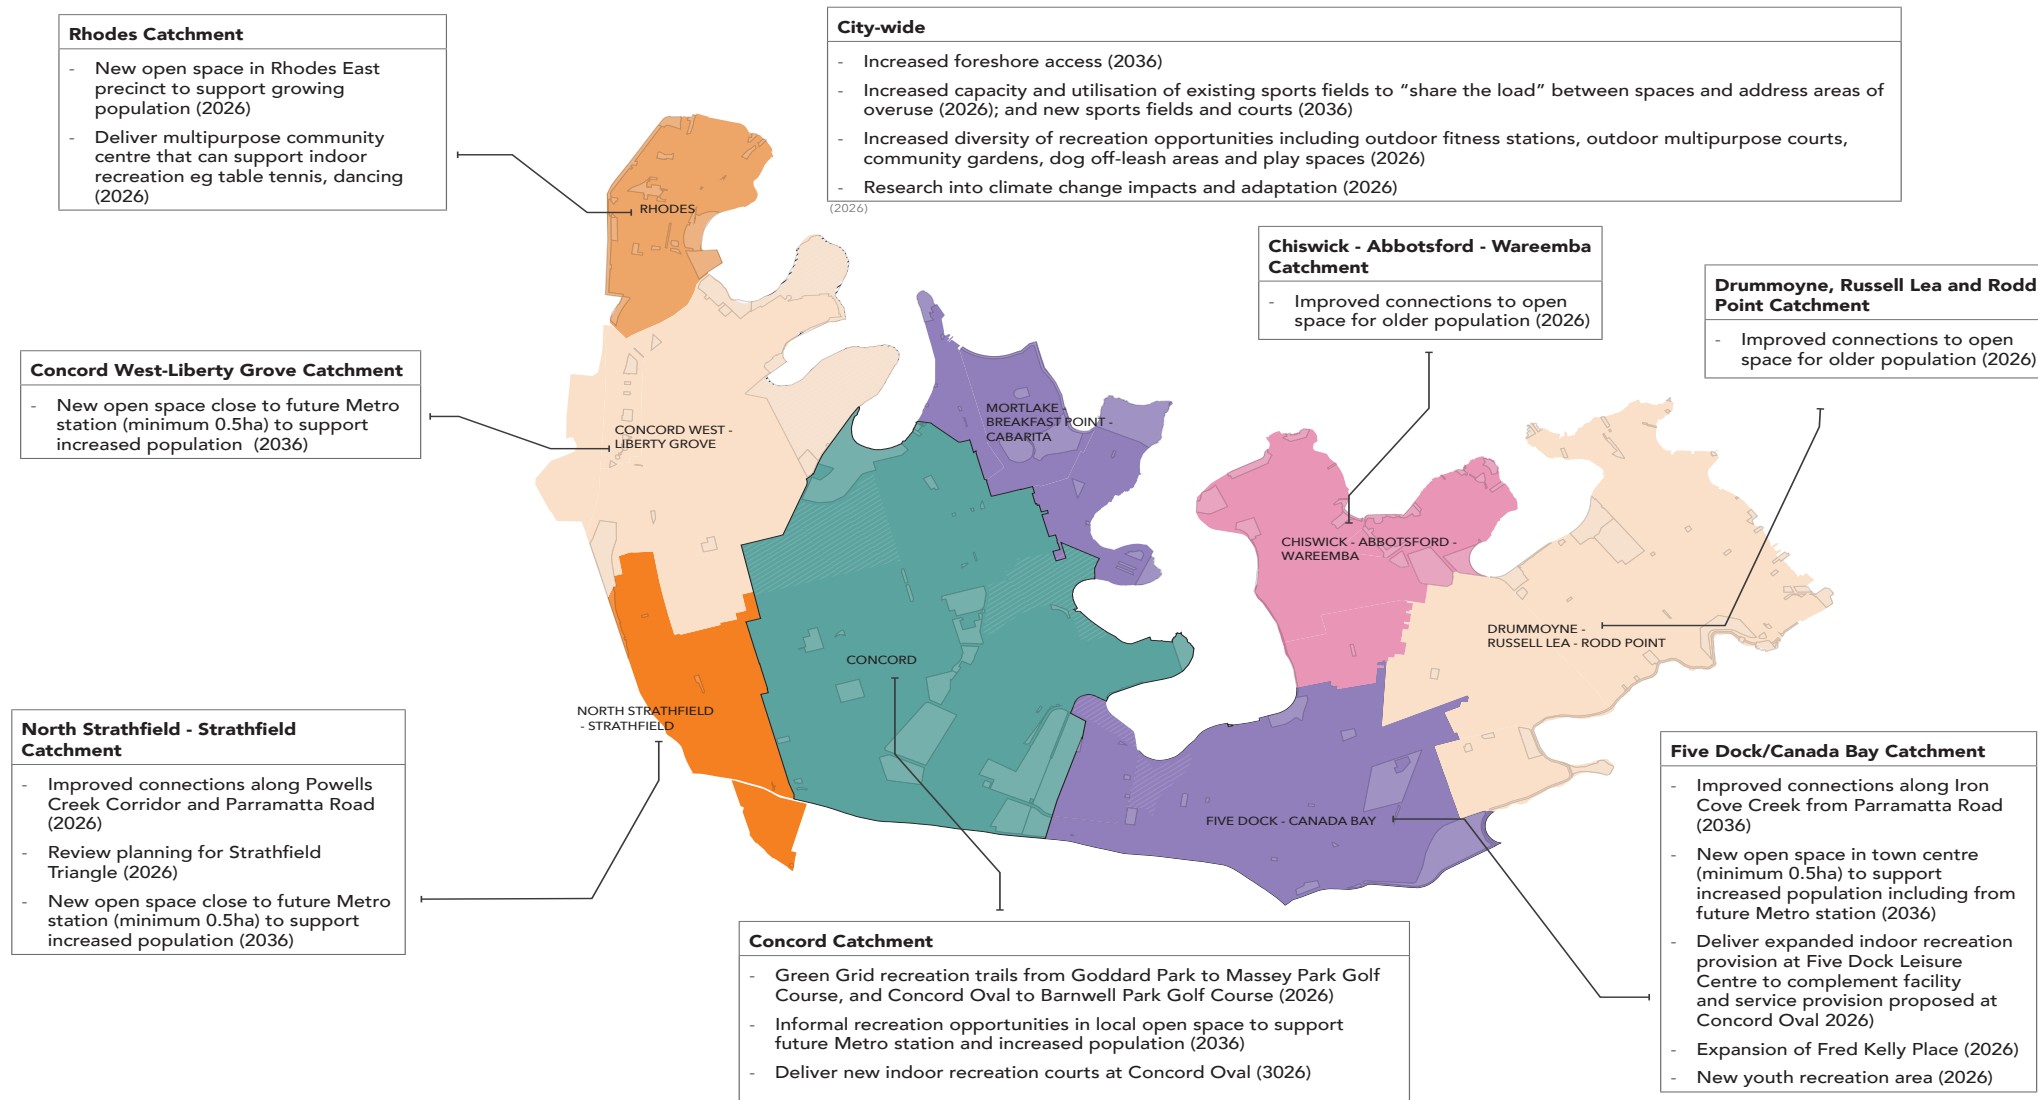 Rhodes Catchment
- New open space in Rhodes East
precinct to support growing
population (2026)
- Deliver multipurpose community
centre that can support indoor
recreation eg table tennis, dancing
(2026)
City-wide
- Increased foreshore access (2036)
- Increased capacity and utilisation of existing sports fields to “share the load” between spaces and address areas of
overuse (2026); and new sports fields and courts (2036)
- Increased diversity of recreation opportunities including outdoor fitness stations, outdoor multipurpose courts,
community gardens, dog off-leash areas and play spaces (2026)
- Research into climate change impacts and adaptation (2026)
(2026)
Chiswick - Abbotsford - Wareemba
Catchment
- Improved connections to open
space for older population (2026)
Drummoyne, Russell Lea and Rodd
Point Catchment
- Improved connections to open
space for older population (2026)
Concord West-Liberty Grove Catchment
- New open space close to future Metro
station (minimum 0.5ha) to support
increased population (2036)
RHODES
CONCORD WEST -
LIBERTY GROVE
MORTLAKE -
BREAKFAST POINT -
CABARITA
CHISWICK - ABBOTSFORD -
WAREEMBA
DRUMMOYNE -
RUSSELL LEA - RODD POINT
CONCORD
NORTH STRATHFIELD
- STRATHFIELD
FIVE DOCK - CANADA BAY
North Strathfield - Strathfield
Catchment
- Improved connections along Powells
Creek Corridor and Parramatta Road
(2026)
- Review planning for Strathfield
Triangle (2026)
- New open space close to future Metro
station (minimum 0.5ha) to support
increased population (2036)
Concord Catchment
- Green Grid recreation trails from Goddard Park to Massey Park Golf
Course, and Concord Oval to Barnwell Park Golf Course (2026)
- Informal recreation opportunities in local open space to support
future Metro station and increased population (2036)
- Deliver new indoor recreation courts at Concord Oval (3026)
Five Dock/Canada Bay Catchment
- Improved connections along Iron
Cove Creek from Parramatta Road
(2036)
- New open space in town centre
(minimum 0.5ha) to support
increased population including from
future Metro station (2036)
- Deliver expanded indoor recreation
provision at Five Dock Leisure
Centre to complement facility
and service provision proposed at
Concord Oval 2026)
- Expansion of Fred Kelly Place (2026)
- New youth recreation area (2026)